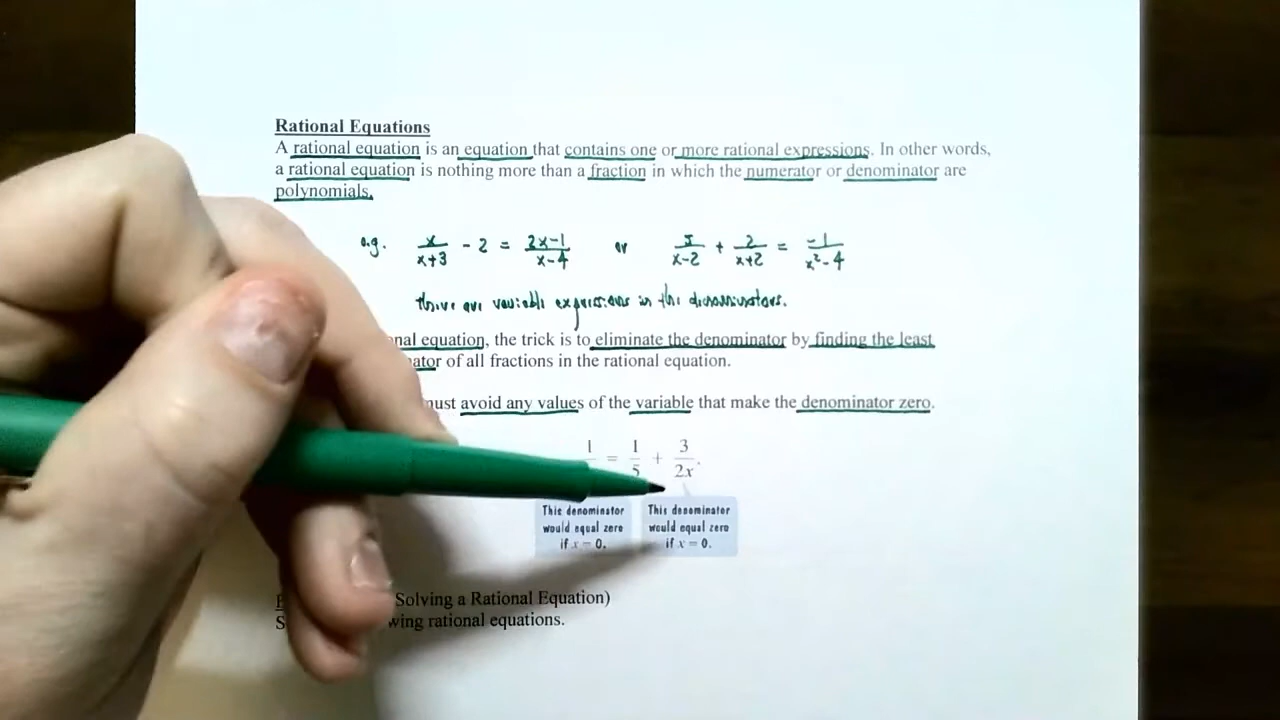 Rational Equations
A rational equation is an equation that contains one or more rational expressions. In other words,
a rational equation is nothing more than a fraction in which the numerator or denominator are
polynomials.
e.g. x/(x+3) - 2 = (2x-1)/(x-4) or 5/(x-2) + 2/(x+2) = -1/(x²-4)
there are variable expressions in the denominators.
equation, the trick is to eliminate the denominator by finding the least
of all fractions in the rational equation.
must avoid any values of the variable that make the denominator zero.
1 = 1/5 + 3/2x.
This denominator would equal zero if x = 0.
This denominator would equal zero if x = 0.
Solving a Rational Equation)
rational equations.